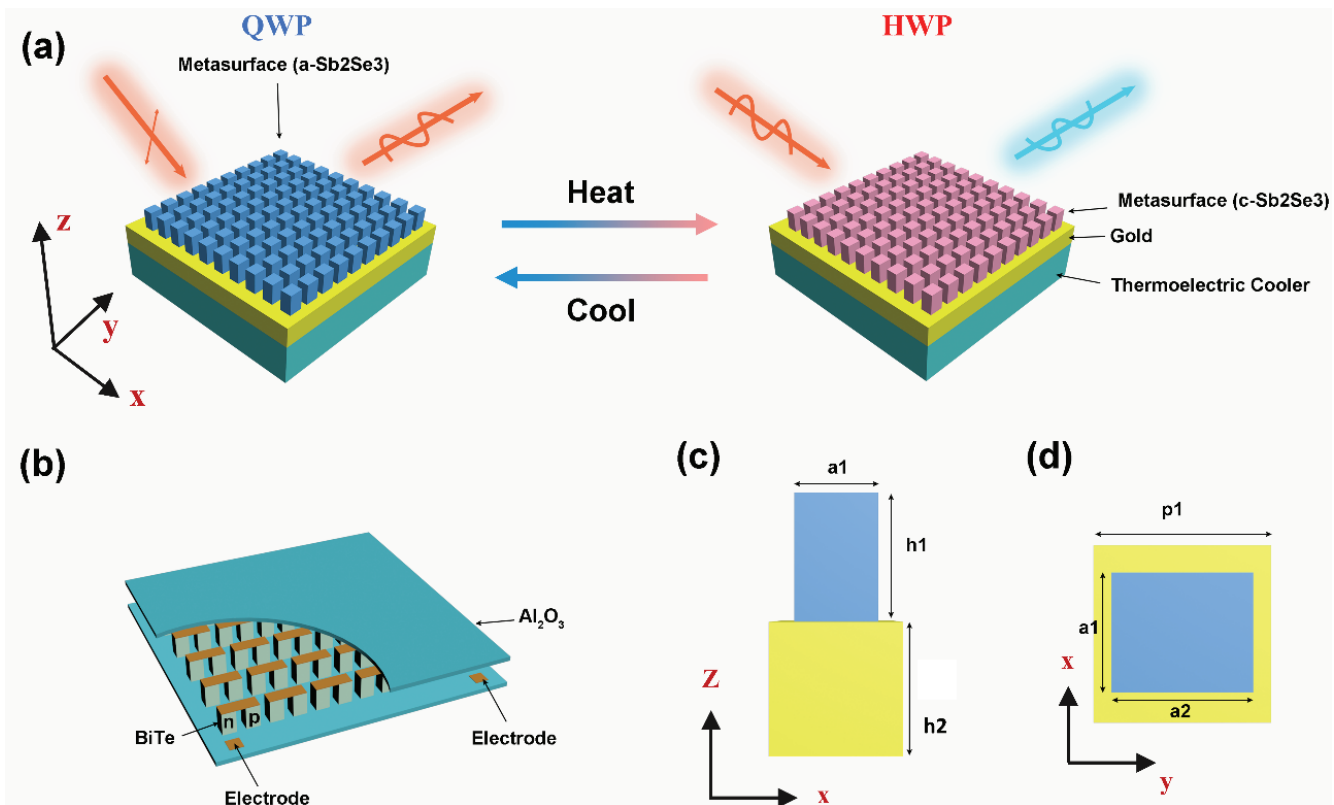 (a)
QWP
HWP
Metasurface (a-Sb2Se3)
Heat
Cool
Metasurface (c-Sb2Se3)
Gold
Thermoelectric Cooler
z
y
x
(b)
Al₂O₃
n p
BiTe
Electrode
Electrode
(c)
a1
h1
h2
Z
x
(d)
p1
a1
a2
x
y